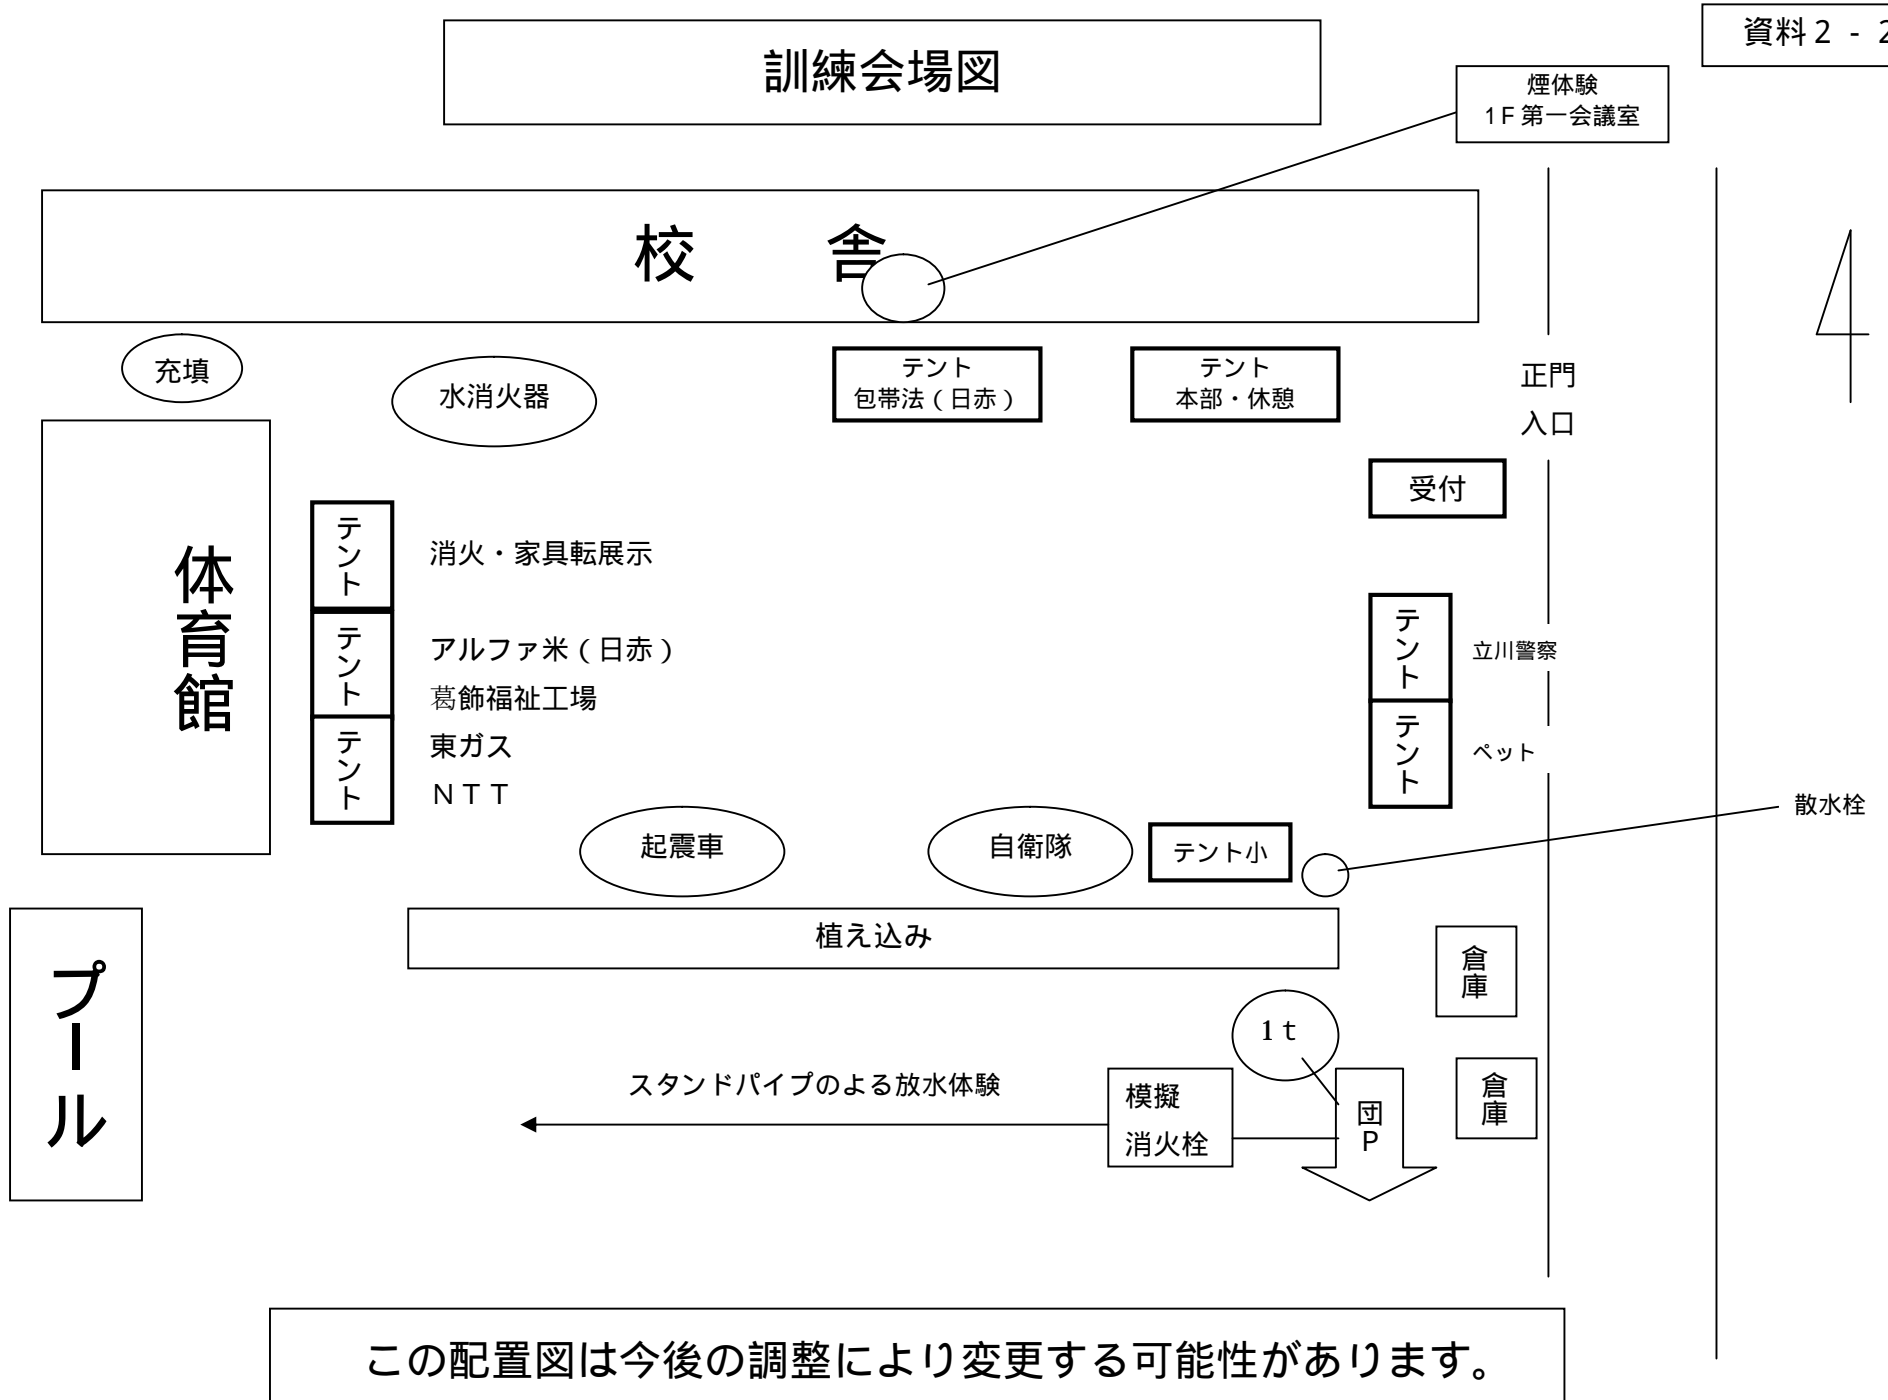 資料２-２
訓練会場図
煙体験
１Ｆ第一会議室
校　舎
充填
水消火器
テント
包帯法（日赤）
テント
本部・休憩
正門
入口
受付
体育館
テント
消火・家具転展示
テント
アルファ米（日赤）
葛飾福祉工場
テント
東ガス
ＮＴＴ
テント
立川警察
テント
ペット
散水栓
起震車
自衛隊
テント小
植え込み
倉庫
プール
１ｔ
スタンドパイプのよる放水体験
模擬
消火栓
団Ｐ
倉庫
この配置図は今後の調整により変更する可能性があります。